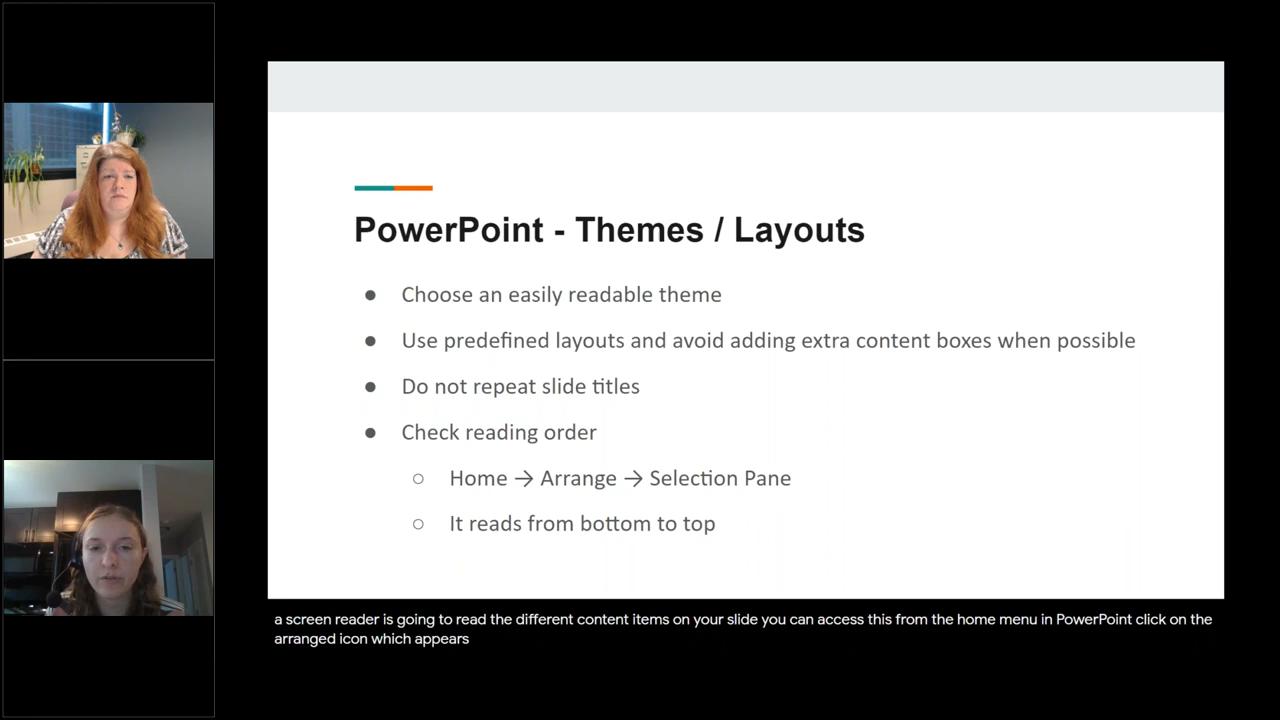 PowerPoint - Themes / Layouts
● Choose an easily readable theme
● Use predefined layouts and avoid adding extra content boxes when possible
● Do not repeat slide titles
● Check reading order
○ Home → Arrange → Selection Pane
○ It reads from bottom to top
a screen reader is going to read the different content items on your slide you can access this from the home menu in PowerPoint click on the
arranged icon which appears